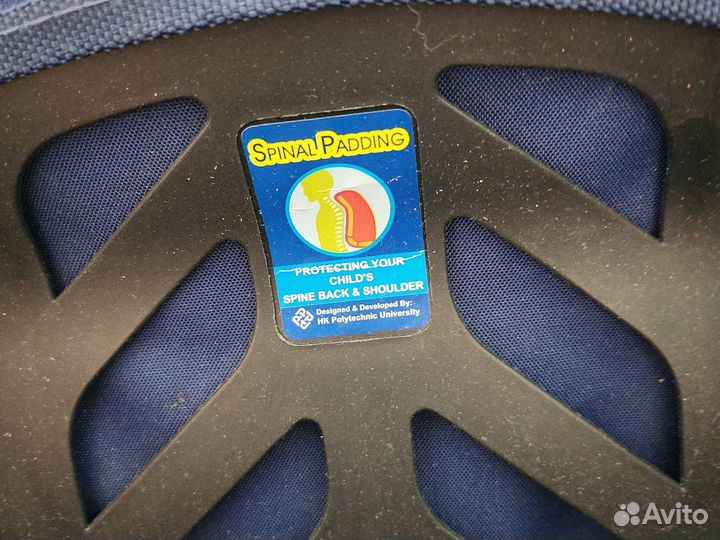 SPINAL PADDING
PROTECTING YOUR
CHILD'S
SPINE BACK & SHOULDER
Designed & Developed By:
HK Polytechnic University
Avito